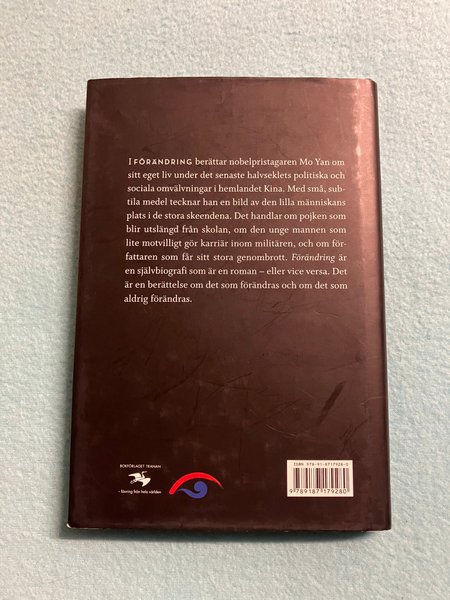 I FÖRÄNDRING berättar nobelpristagaren Mo Yan om
sitt eget liv under det senaste halvseklets politiska och
sociala omvälvningar i hemlandet Kina. Med små, sub-
tila medel tecknar han en bild av den lilla människans
plats i de stora skeendena. Det handlar om pojken som
blir utslängd från skolan, om den unge mannen som
lite motvilligt gör karriär inom militären, och om för-
fattaren som får sitt stora genombrott. Förändring är
en självbiografi som är en roman – eller vice versa. Det
är en berättelse om det som förändras och om det som
aldrig förändras.
BOKFÖRLAGET TRANAN
– läsning från hela världen
ISBN 978-91-8717928-0
9 789187 179280